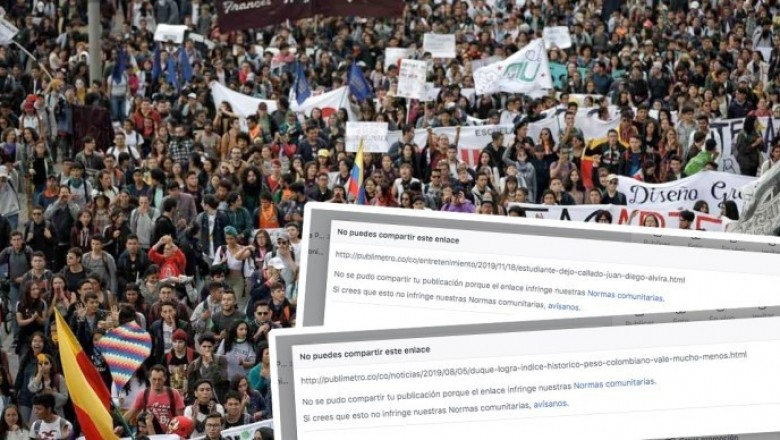 Francés
ESCUELA
Diseño Grá
No puedes compartir este enlace
http://publimetro.co/co/entretenimiento/2019/11/18/estudiante-dejo-callado-juan-diego-alvira.html
No se pudo compartir tu publicación porque el enlace infringe nuestras Normas comunitarias.
Si crees que esto no infringe nuestras Normas comunitarias, avísanos.
No puedes compartir este enlace
http://publimetro.co/co/noticias/2019/08/05/duque-logra-indice-historico-peso-colombiano-vale-mucho-menos.html
No se pudo compartir tu publicación porque el enlace infringe nuestras Normas comunitarias.
Si crees que esto no infringe nuestras Normas comunitarias, avísanos.